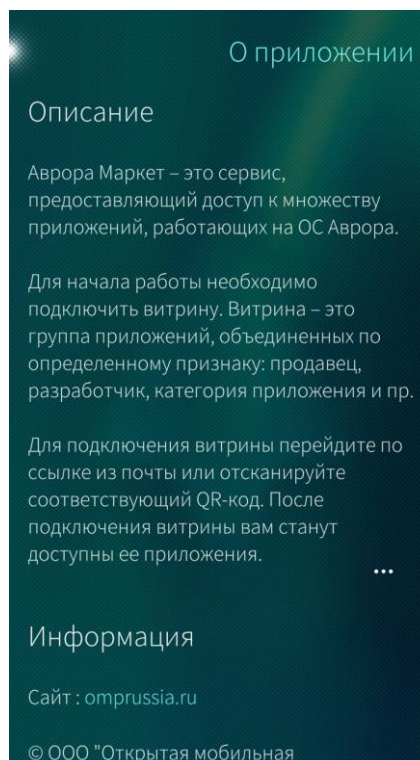 О приложении
Описание
Аврора Маркет – это сервис,
предоставляющий доступ к множеству
приложений, работающих на ОС Аврора.
Для начала работы необходимо
подключить витрину. Витрина – это
группа приложений, объединенных по
определенному признаку: продавец,
разработчик, категория приложения и пр.
Для подключения витрины перейдите по
ссылке из почты или отсканируйте
соответствующий QR-код. После
подключения витрины вам станут
доступны ее приложения.
...
Информация
Сайт : omprussia.ru
© ООО "Открытая мобильная